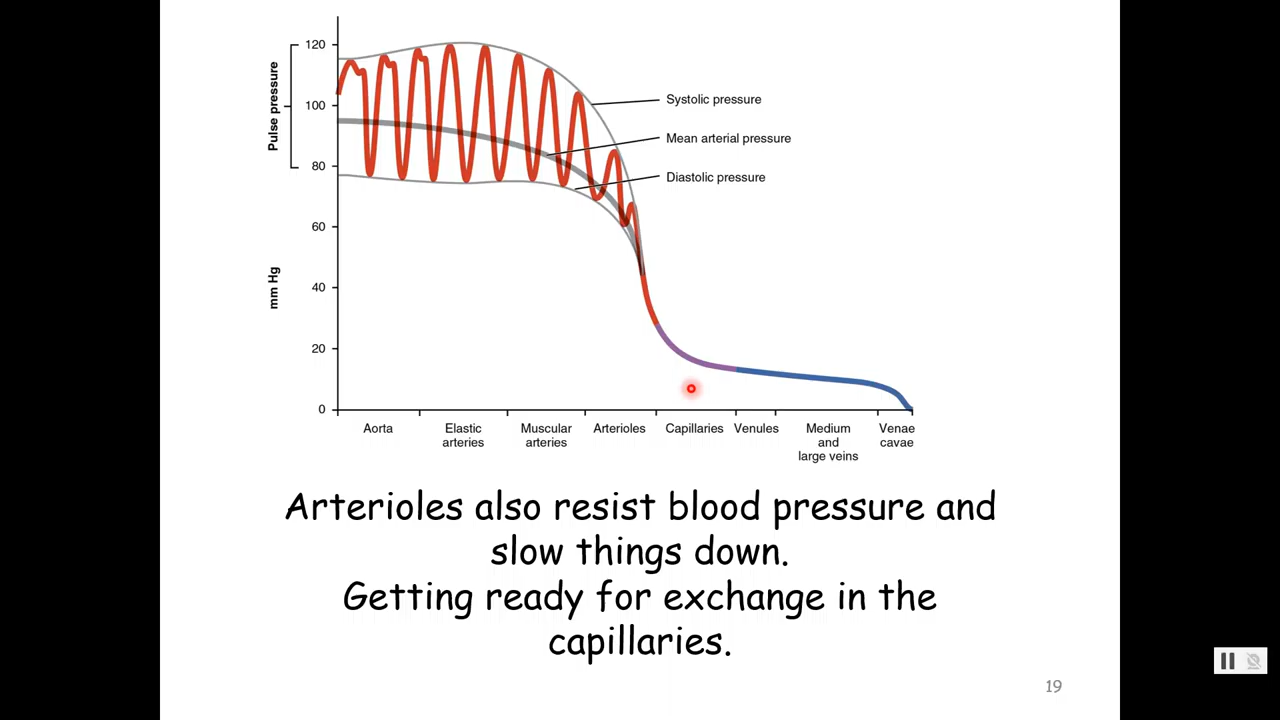 120
100
80
60
40
20
0
Pulse pressure
mm Hg
Systolic pressure
Mean arterial pressure
Diastolic pressure
Aorta
Elastic
arteries
Muscular
arteries
Arterioles
Capillaries
Venules
Medium
and
large veins
Venae
cavae
Arterioles also resist blood pressure and
slow things down.
Getting ready for exchange in the
capillaries.
19